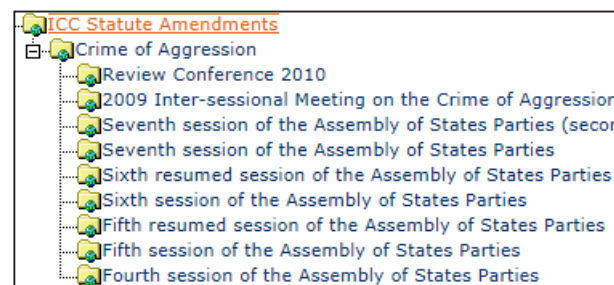 ICC Statute Amendments
Crime of Aggression
Review Conference 2010
2009 Inter-sessional Meeting on the Crime of Aggression
Seventh session of the Assembly of States Parties
Seventh session of the Assembly of States Parties
Sixth resumed session of the Assembly of States Parties
Sixth session of the Assembly of States Parties
Fifth resumed session of the Assembly of States Parties
Fifth session of the Assembly of States Parties
Fourth session of the Assembly of States Parties